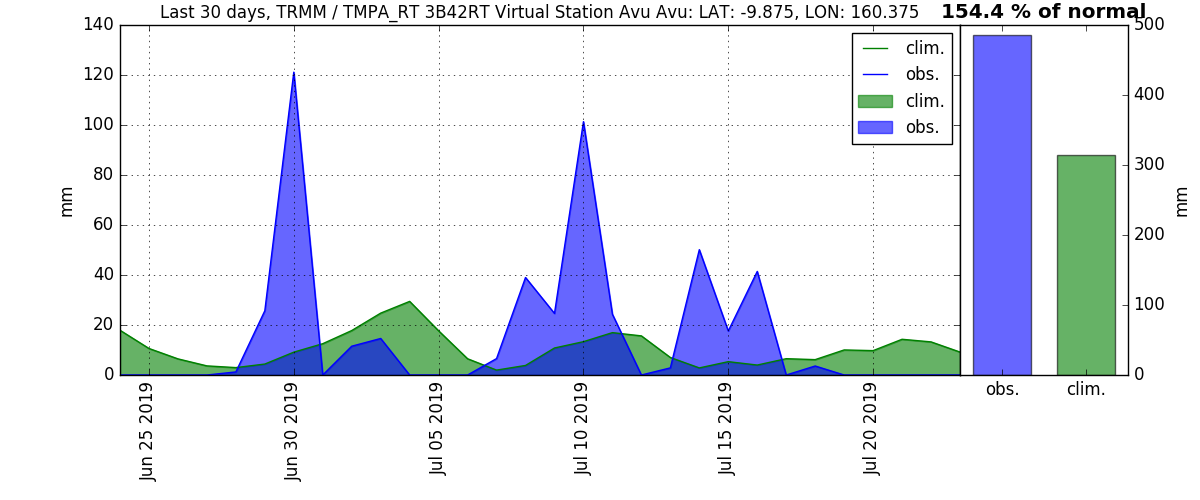 Last 30 days, TRMM / TMPA_RT 3B42RT Virtual Station Avu Avu: LAT: -9.875, LON: 160.375
154.4 % of normal
140
120
100
80
60
40
20
0
mm
clim.
obs.
clim.
obs.
Jun 25 2019
Jun 30 2019
Jul 05 2019
Jul 10 2019
Jul 15 2019
Jul 20 2019
500
400
300
200
100
0
mm
obs.
clim.